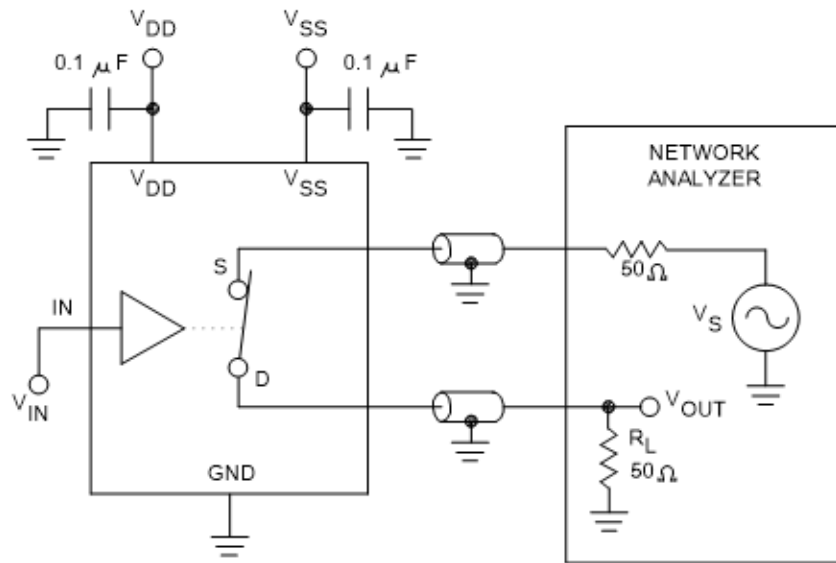 VDD
VSS
0.1 μF
0.1 μF
VDD
VSS
NETWORK
ANALYZER
S
50Ω
IN
VS
D
VIN
VOUT
RL
50Ω
GND